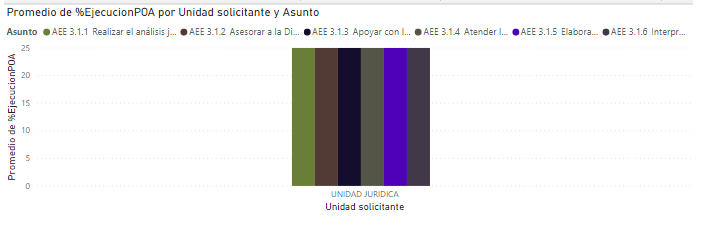 Promedio de %EjecucionPOA por Unidad solicitante y Asunto
Asunto AEE 3.1.1 Realizar el análisis j... AEE 3.1.2 Asesorar a la Di... AEE 3.1.3 Apoyar con l... AEE 3.1.4 Atender l... AEE 3.1.5 Elabora... AEE 3.1.6 Interpr...
Promedio de %EjecucionPOA
25
20
15
10
5
0
UNIDAD JURIDICA
Unidad solicitante